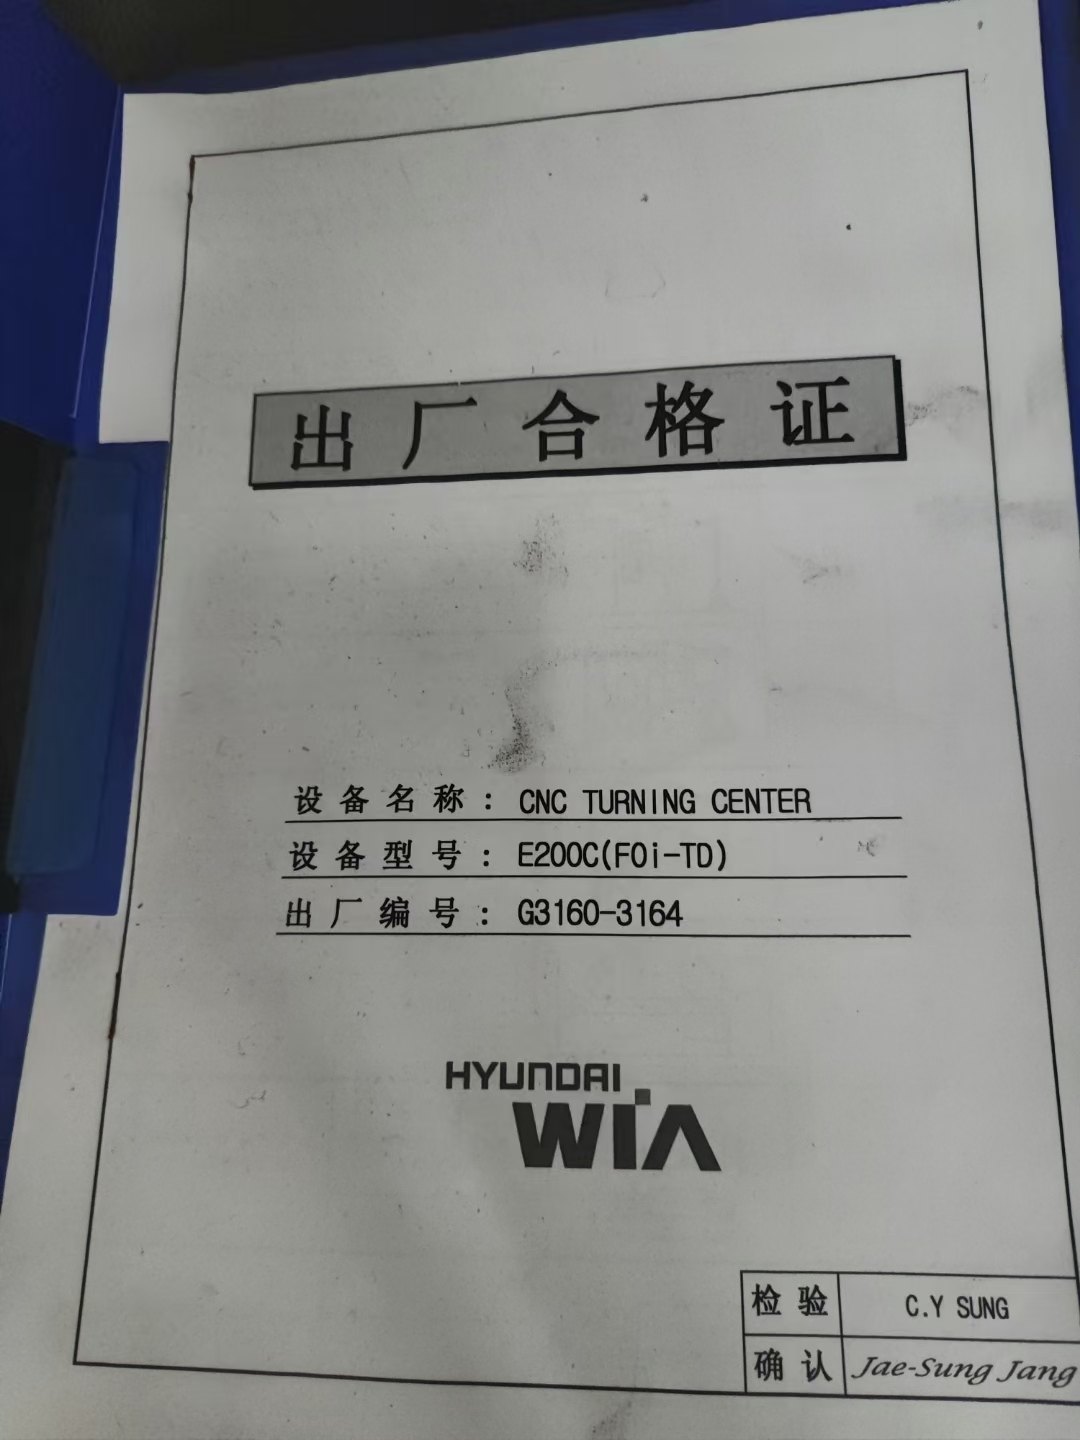 出厂合格证
设备名称: CNC TURNING CENTER
设备型号: E200C(F0i-TD)
出厂编号: G3160-3164
HYUNDAI
WIA
检验 C.Y SUNG
确认 Jae-Sung Jang